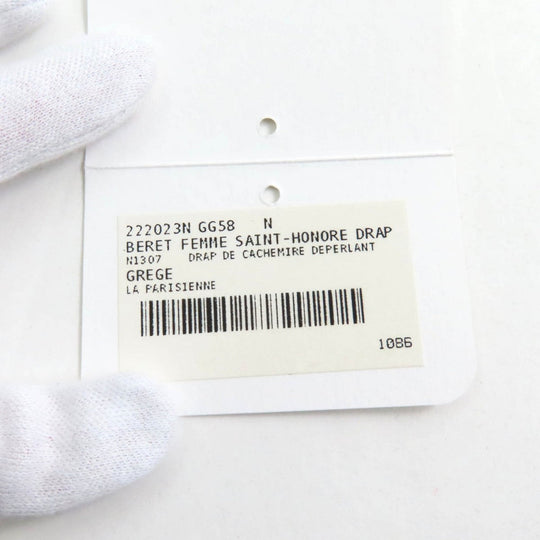 222023N GG58 N
BERET FEMME SAINT-HONORE DRAP
N1307 DRAP DE CACHEMIRE DEPERLANT
GREGE
LA PARISIENNE
1086